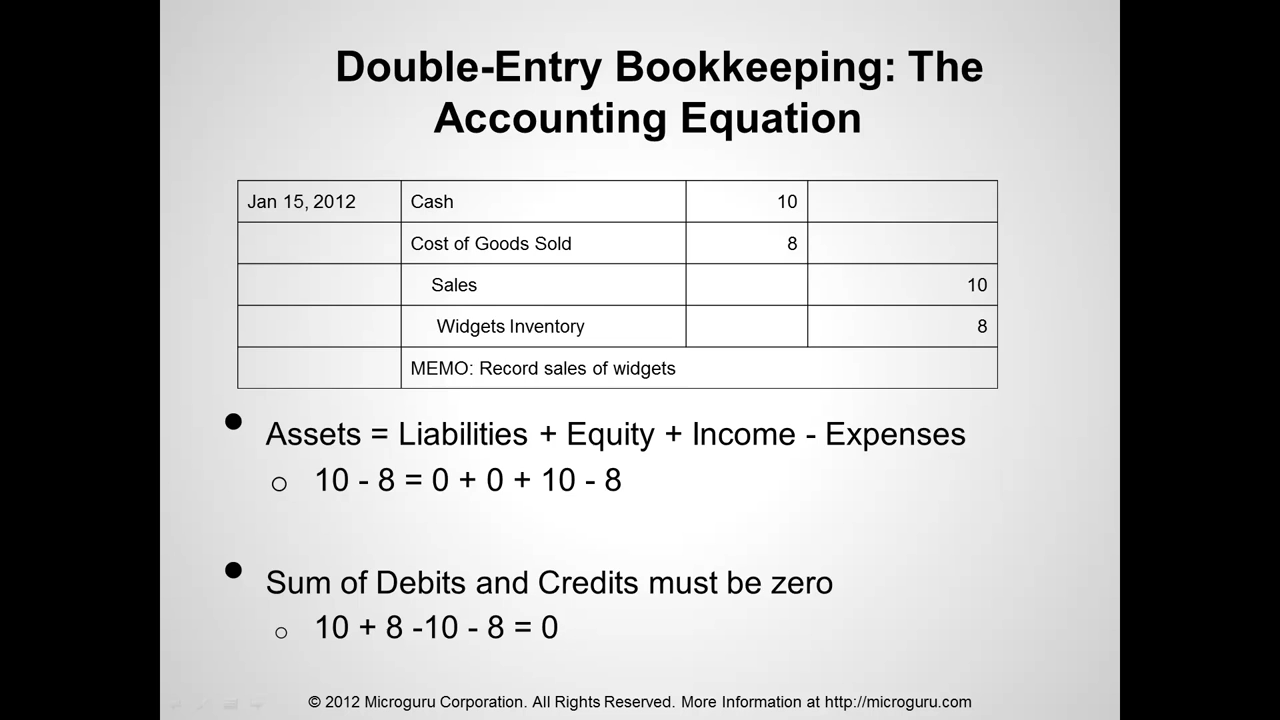 Double-Entry Bookkeeping: The
Accounting Equation
Jan 15, 2012 Cash 10
Cost of Goods Sold 8
Sales 10
Widgets Inventory 8
MEMO: Record sales of widgets
● Assets = Liabilities + Equity + Income - Expenses
○ 10 - 8 = 0 + 0 + 10 - 8
● Sum of Debits and Credits must be zero
○ 10 + 8 -10 - 8 = 0
© 2012 Microguru Corporation. All Rights Reserved. More Information at http://microguru.com